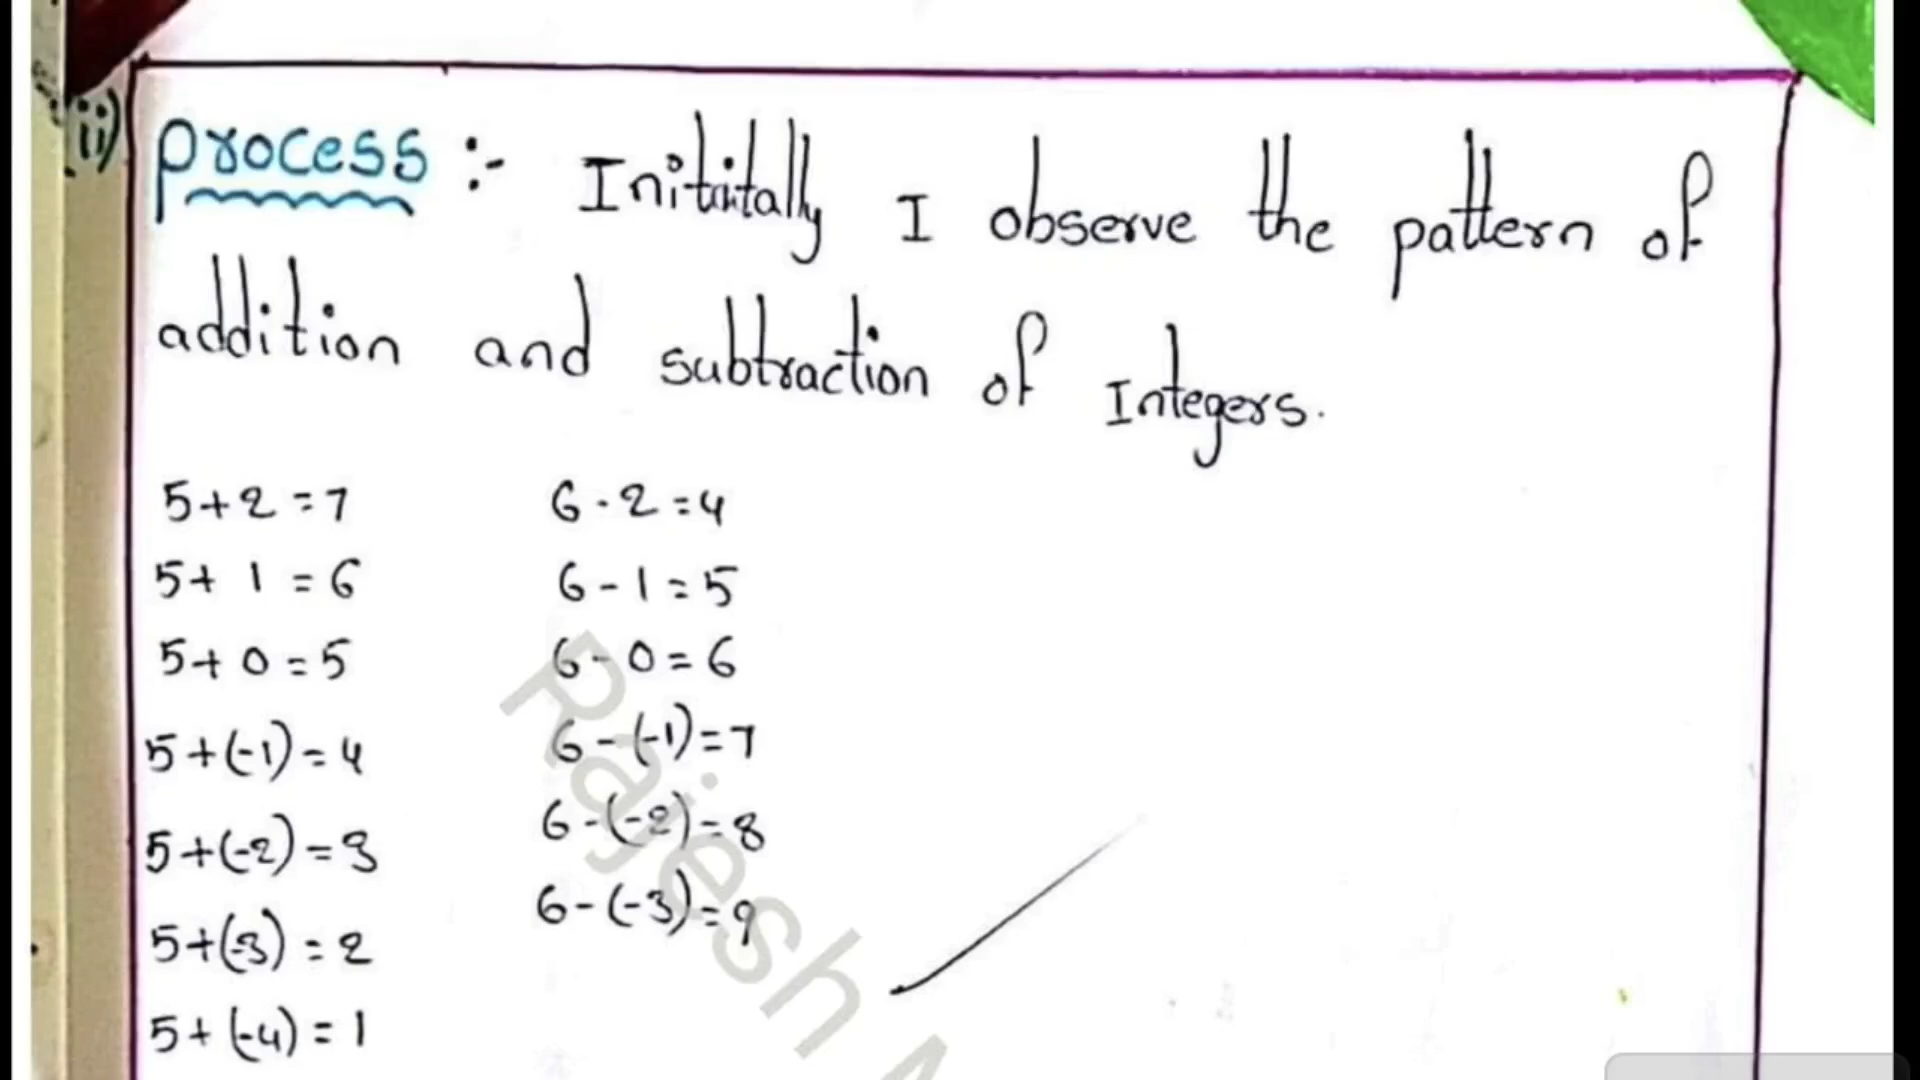 (ii) process :- Inititally I observe the pattern of
addition and subtraction of Integers.
5+2=7
5+ 1 = 6
5+ 0 = 5
5+(-1)=4
5+(-2)=3
5+(-3) = 2
5+ (-4) = 1
6-2=4
6-1=5
6-0=6
6-(-1)=7
6-(-2)=8
6-(-3)=9
Rajesh